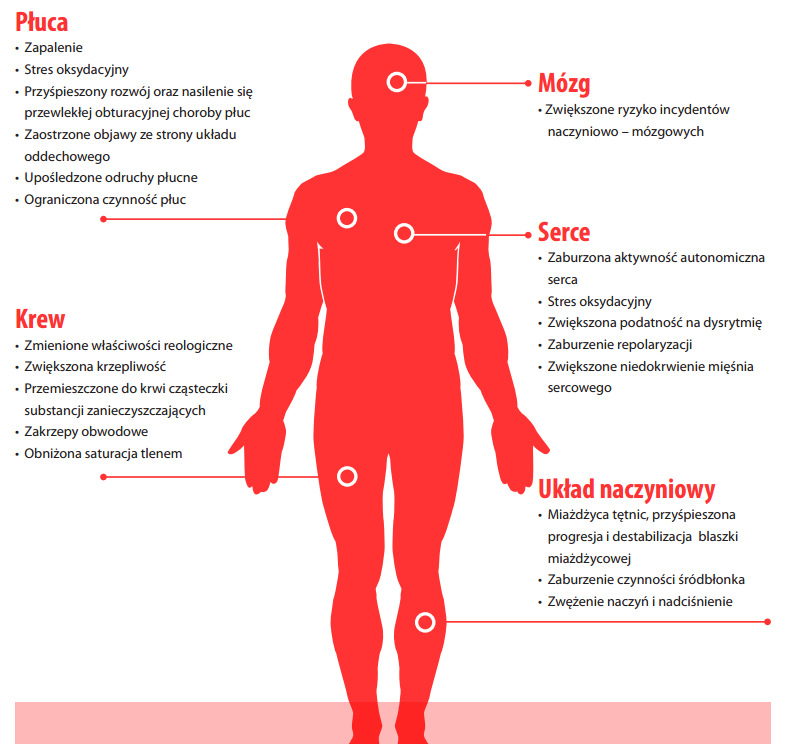 Płuca
• Zapalenie
• Stres oksydacyjny
• Przyśpieszony rozwój oraz nasilenie się
przewlekłej obturacyjnej choroby płuc
• Zaostrzone objawy ze strony układu
oddechowego
• Upośledzone odruchy płucne
• Ograniczona czynność płuc
Mózg
• Zwiększone ryzyko incydentów
naczyniowo – mózgowych
Serce
• Zaburzona aktywność autonomiczna
serca
• Stres oksydacyjny
• Zwiększona podatność na dysrytmię
• Zaburzenie repolaryzacji
• Zwiększone niedokrwienie mięśnia
sercowego
Krew
• Zmienione właściwości reologiczne
• Zwiększona krzepliwość
• Przemieszczone do krwi cząsteczki
substancji zanieczyszczających
• Zakrzepy obwodowe
• Obniżona saturacja tlenem
Układ naczyniowy
• Miażdżyca tętnic, przyśpieszona
progresja i destabilizacja blaszki
miażdżycowej
• Zaburzenie czynności śródbłonka
• Zwężenie naczyń i nadciśnienie